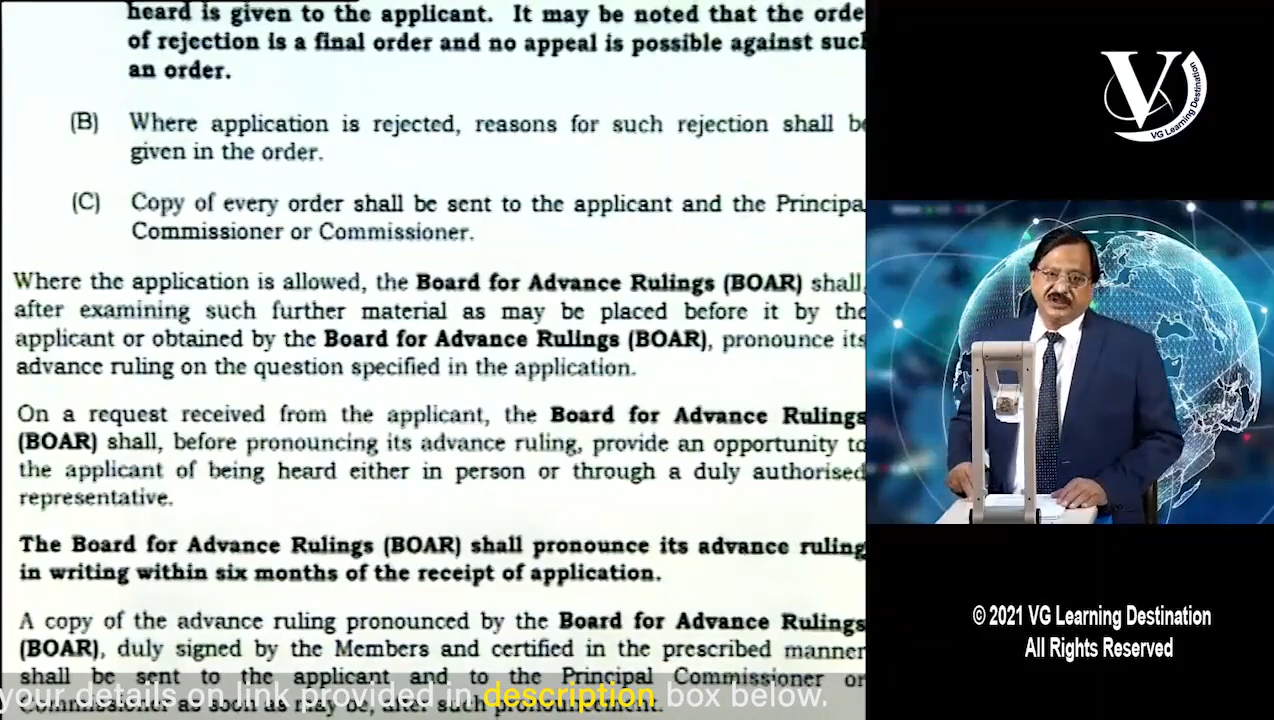 heard is given to the applicant. It may be noted that the orde
of rejection is a final order and no appeal is possible against such
an order.
(B) Where application is rejected, reasons for such rejection shall be
given in the order.
(C) Copy of every order shall be sent to the applicant and the Principa
Commissioner or Commissioner.
Where the application is allowed, the Board for Advance Rulings (BOAR) shall,
after examining such further material as may be placed before it by the
applicant or obtained by the Board for Advance Rulings (BOAR), pronounce its
advance ruling on the question specified in the application.
On a request received from the applicant, the Board for Advance Rulings
(BOAR) shall, before pronouncing its advance ruling, provide an opportunity to
the applicant of being heard either in person or through a duly authorised
representative.
The Board for Advance Rulings (BOAR) shall pronounce its advance ruling
in writing within six months of the receipt of application.
A copy of the advance ruling pronounced by the Board for Advance Rulings
(BOAR), duly signed by the Members and certified in the prescribed manner
shall be sent to the applicant and to the Principal Commissioner or
Commissioner as soon as may be, after such pronouncement.
your details on link provided in description box below.
V
VG Learning Destination
© 2021 VG Learning Destination
All Rights Reserved